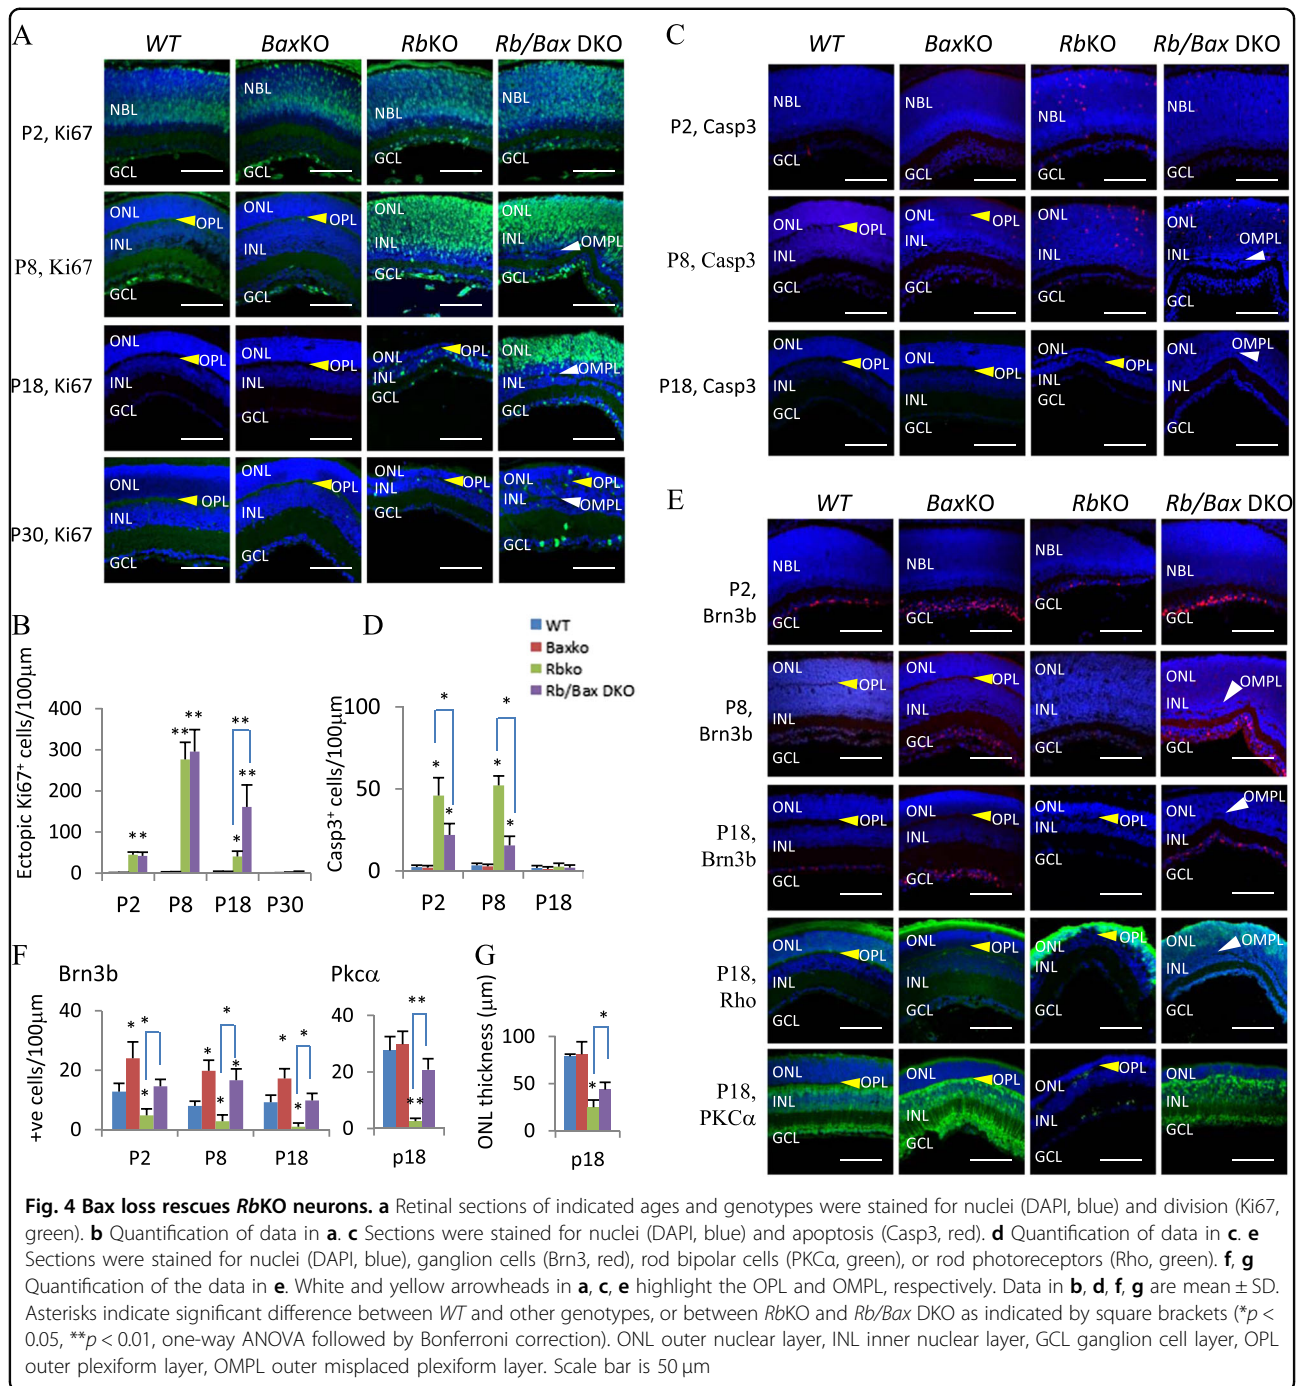 A
WT BaxKO RbKO Rb/Bax DKO
P2, Ki67
NBL NBL NBL NBL
GCL GCL GCL GCL
P8, Ki67
ONL OPL ONL OPL ONL ONL
INL INL INL INL OMPL
GCL GCL GCL GCL
P18, Ki67
ONL OPL ONL OPL ONL OPL ONL
INL INL INL INL OMPL
GCL GCL GCL GCL
P30, Ki67
ONL OPL ONL OPL ONL OPL ONL OPL
INL INL INL INL OMPL
GCL GCL GCL GCL
B
Ectopic Ki67+ cells/100µm
400
300
200
100
0
** ** ** ** ** * **
P2 P8 P18 P30
C
WT BaxKO RbKO Rb/Bax DKO
P2, Casp3
NBL NBL NBL NBL
GCL GCL GCL GCL
P8, Casp3
ONL OPL ONL OPL ONL ONL OMPL
INL INL INL INL
GCL GCL GCL GCL
P18, Casp3
ONL OPL ONL OPL ONL OPL ONL OMPL
INL INL INL INL
GCL GCL GCL GCL
D
WT
Baxko
Rbko
Rb/Bax DKO
Casp3+ cells/100µm
100
50
0
* * * * * *
P2 P8 P18
E
WT BaxKO RbKO Rb/Bax DKO
P2,
Brn3b
NBL NBL NBL NBL
GCL GCL GCL GCL
P8,
Brn3b
ONL OPL ONL OPL ONL ONL OMPL
INL INL INL INL
GCL GCL GCL GCL
P18,
Brn3b
ONL OPL ONL OPL ONL OPL ONL OMPL
INL INL INL INL
GCL GCL GCL GCL
P18,
Rho
ONL OPL ONL OPL ONL OPL ONL OMPL
INL INL INL INL
GCL GCL GCL GCL
P18,
PKCα
ONL OPL ONL OPL ONL OPL ONL
INL INL INL INL
GCL GCL GCL GCL
F
Brn3b
+ve cells/100µm
40
20
0
* * * * * * * * * *
P2 P8 P18
Pkcα
40
20
0
** **
p18
G
ONL thickness (µm)
100
50
0
* * *
p18
Fig. 4 Bax loss rescues RbKO neurons. a Retinal sections of indicated ages and genotypes were stained for nuclei (DAPI, blue) and division (Ki67,
green). b Quantification of data in a. c Sections were stained for nuclei (DAPI, blue) and apoptosis (Casp3, red). d Quantification of data in c. e
Sections were stained for nuclei (DAPI, blue), ganglion cells (Brn3, red), rod bipolar cells (PKCα, green), or rod photoreceptors (Rho, green). f, g
Quantification of the data in e. White and yellow arrowheads in a, c, e highlight the OPL and OMPL, respectively. Data in b, d, f, g are mean ± SD.
Asterisks indicate significant difference between WT and other genotypes, or between RbKO and Rb/Bax DKO as indicated by square brackets (*p <
0.05, **p < 0.01, one-way ANOVA followed by Bonferroni correction). ONL outer nuclear layer, INL inner nuclear layer, GCL ganglion cell layer, OPL
outer plexiform layer, OMPL outer misplaced plexiform layer. Scale bar is 50 µm